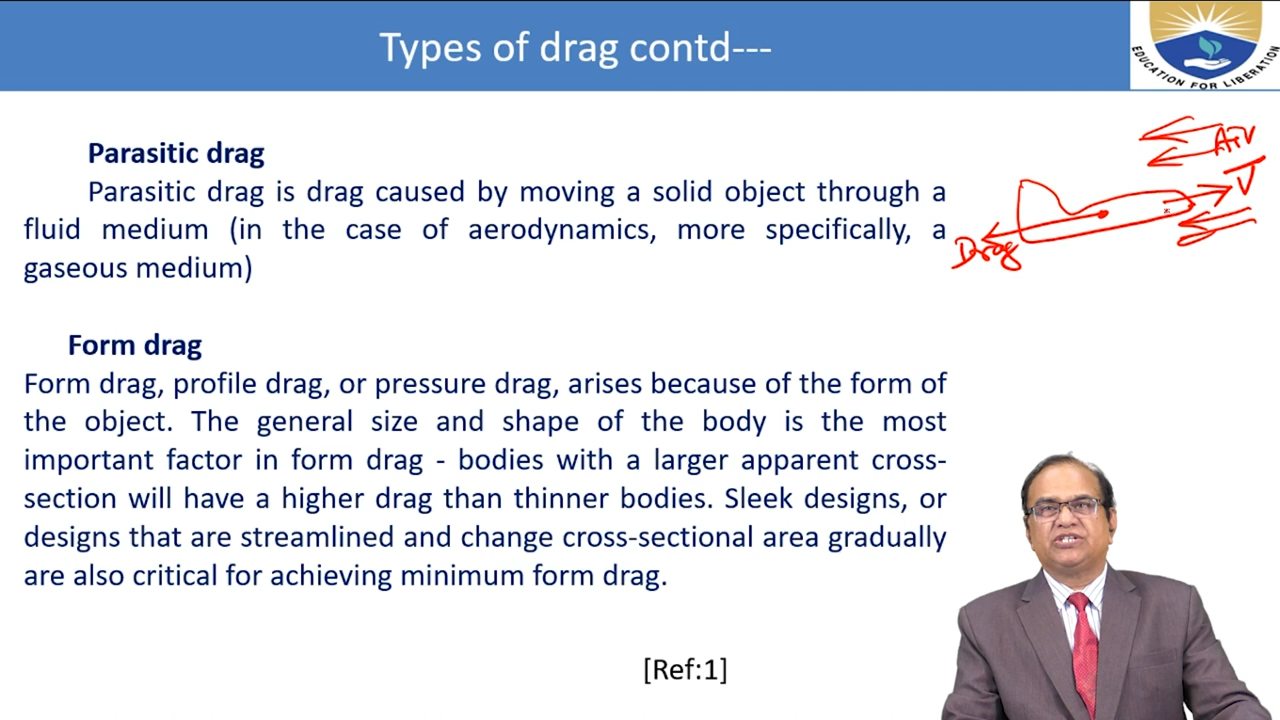 Types of drag contd---
EDUCATION FOR LIBERATION
Parasitic drag
Parasitic drag is drag caused by moving a solid object through a
fluid medium (in the case of aerodynamics, more specifically, a
gaseous medium)
Air
V
Drag
Form drag
Form drag, profile drag, or pressure drag, arises because of the form of
the object. The general size and shape of the body is the most
important factor in form drag - bodies with a larger apparent cross-
section will have a higher drag than thinner bodies. Sleek designs, or
designs that are streamlined and change cross-sectional area gradually
are also critical for achieving minimum form drag.
[Ref:1]